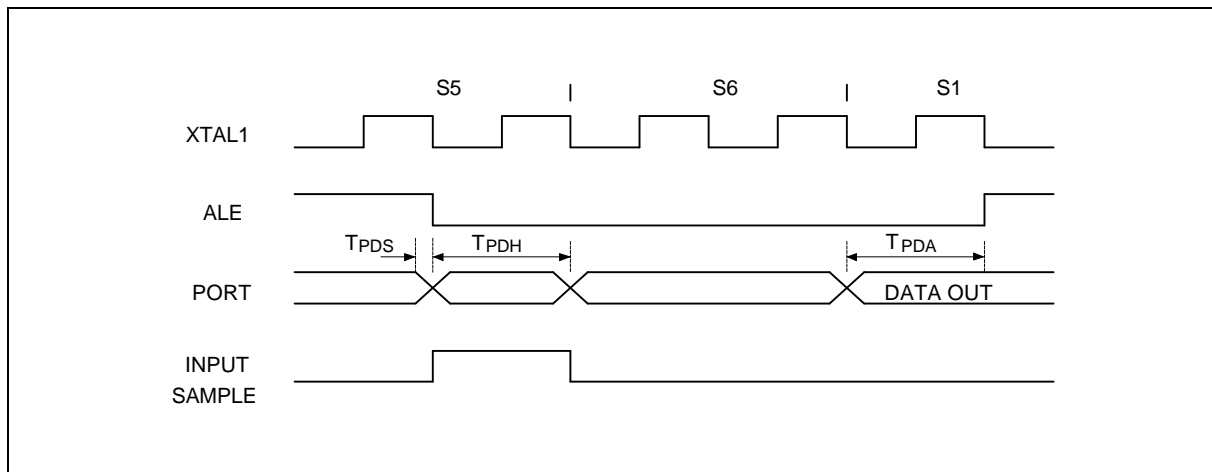 S5 S6 S1
XTAL1
ALE
TPDS TPDH TPDA
PORT DATA OUT
INPUT
SAMPLE